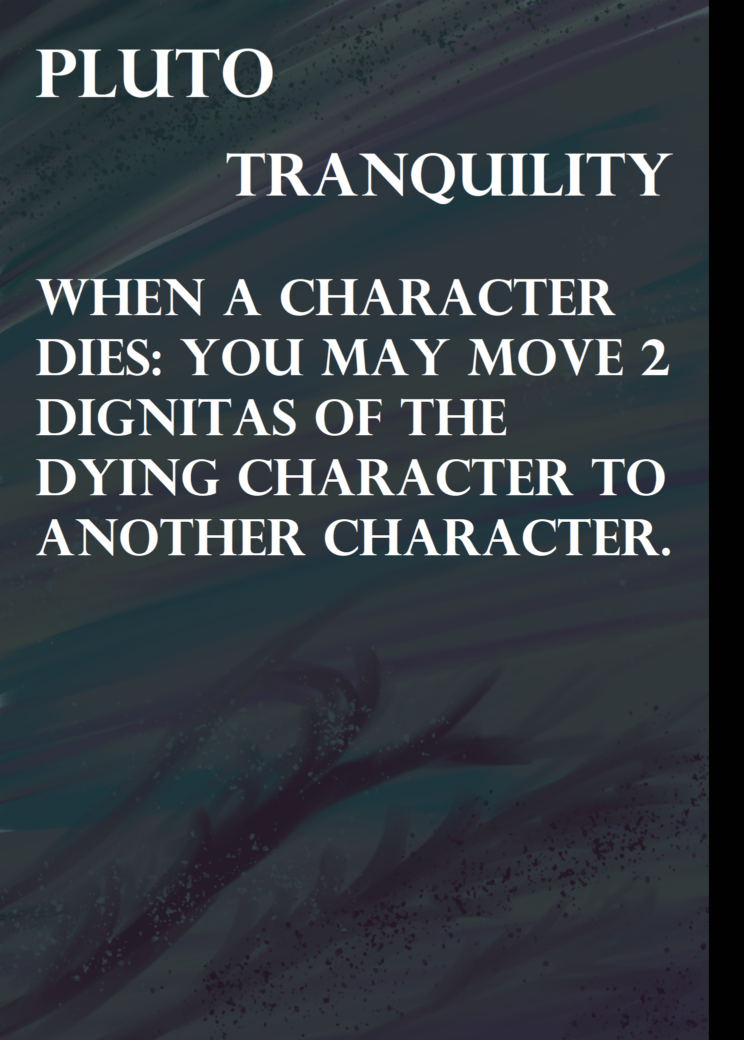 PLUTO
TRANQUILITY
WHEN A CHARACTER
DIES: YOU MAY MOVE 2
DIGNITAS OF THE
DYING CHARACTER TO
ANOTHER CHARACTER.